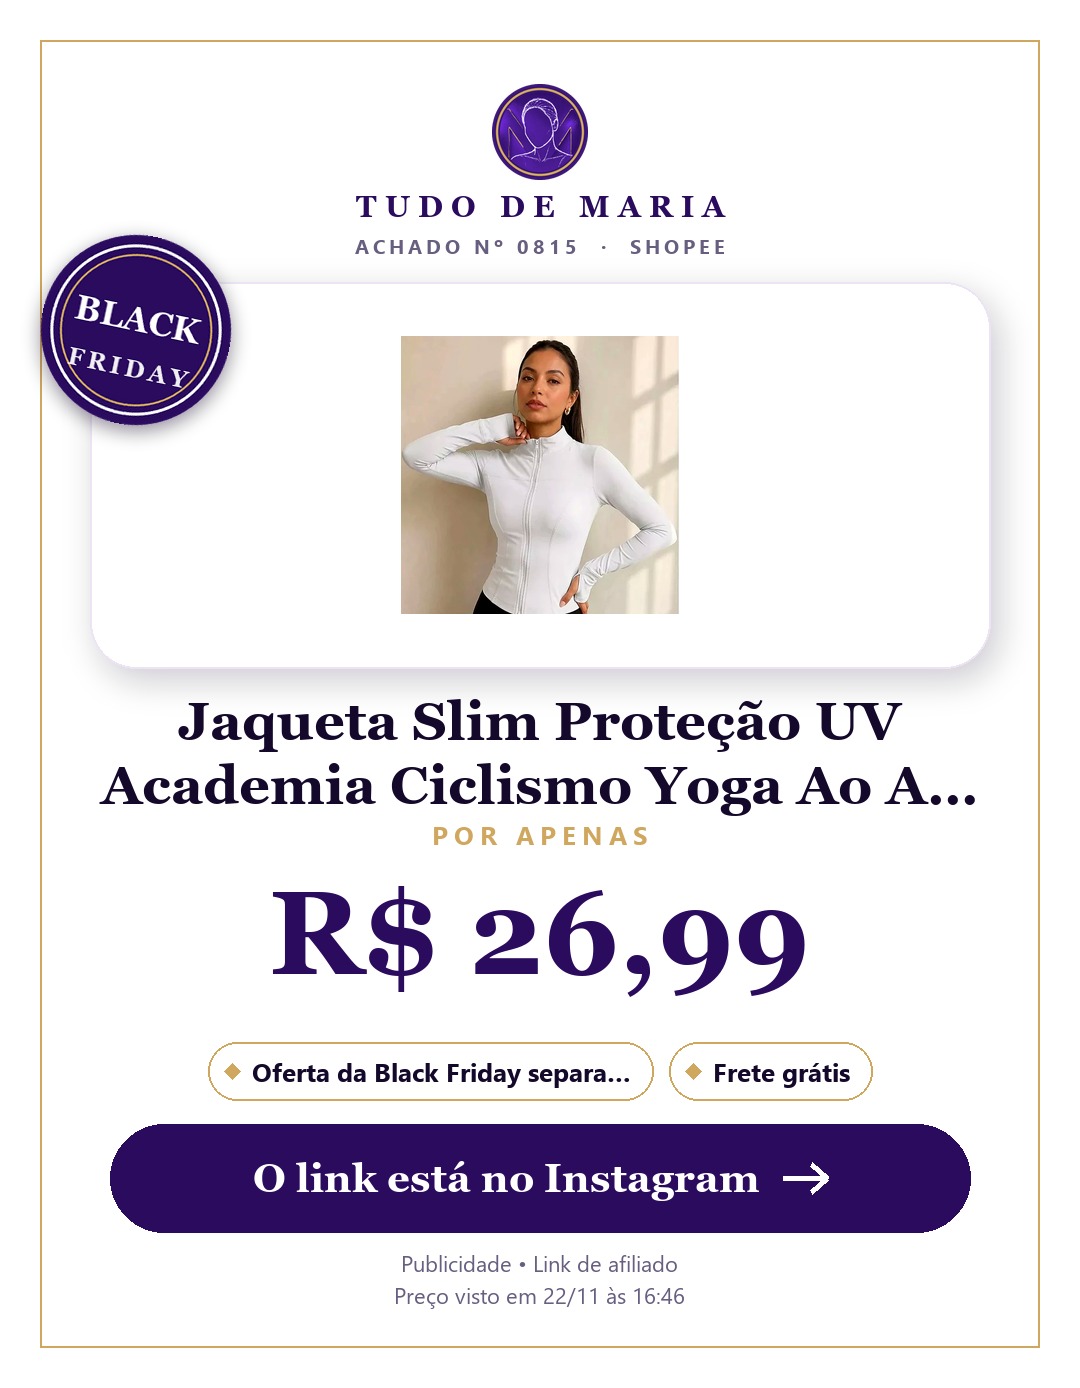 TUDO DE MARIA
ACHADO Nº 0815 · SHOPEE
BLACK
FRIDAY
Jaqueta Slim Proteção UV
Academia Ciclismo Yoga Ao A...
POR APENAS
R$ 26,99
Oferta da Black Friday separa...
Frete grátis
O link está no Instagram →
Publicidade • Link de afiliado
Preço visto em 22/11 às 16:46